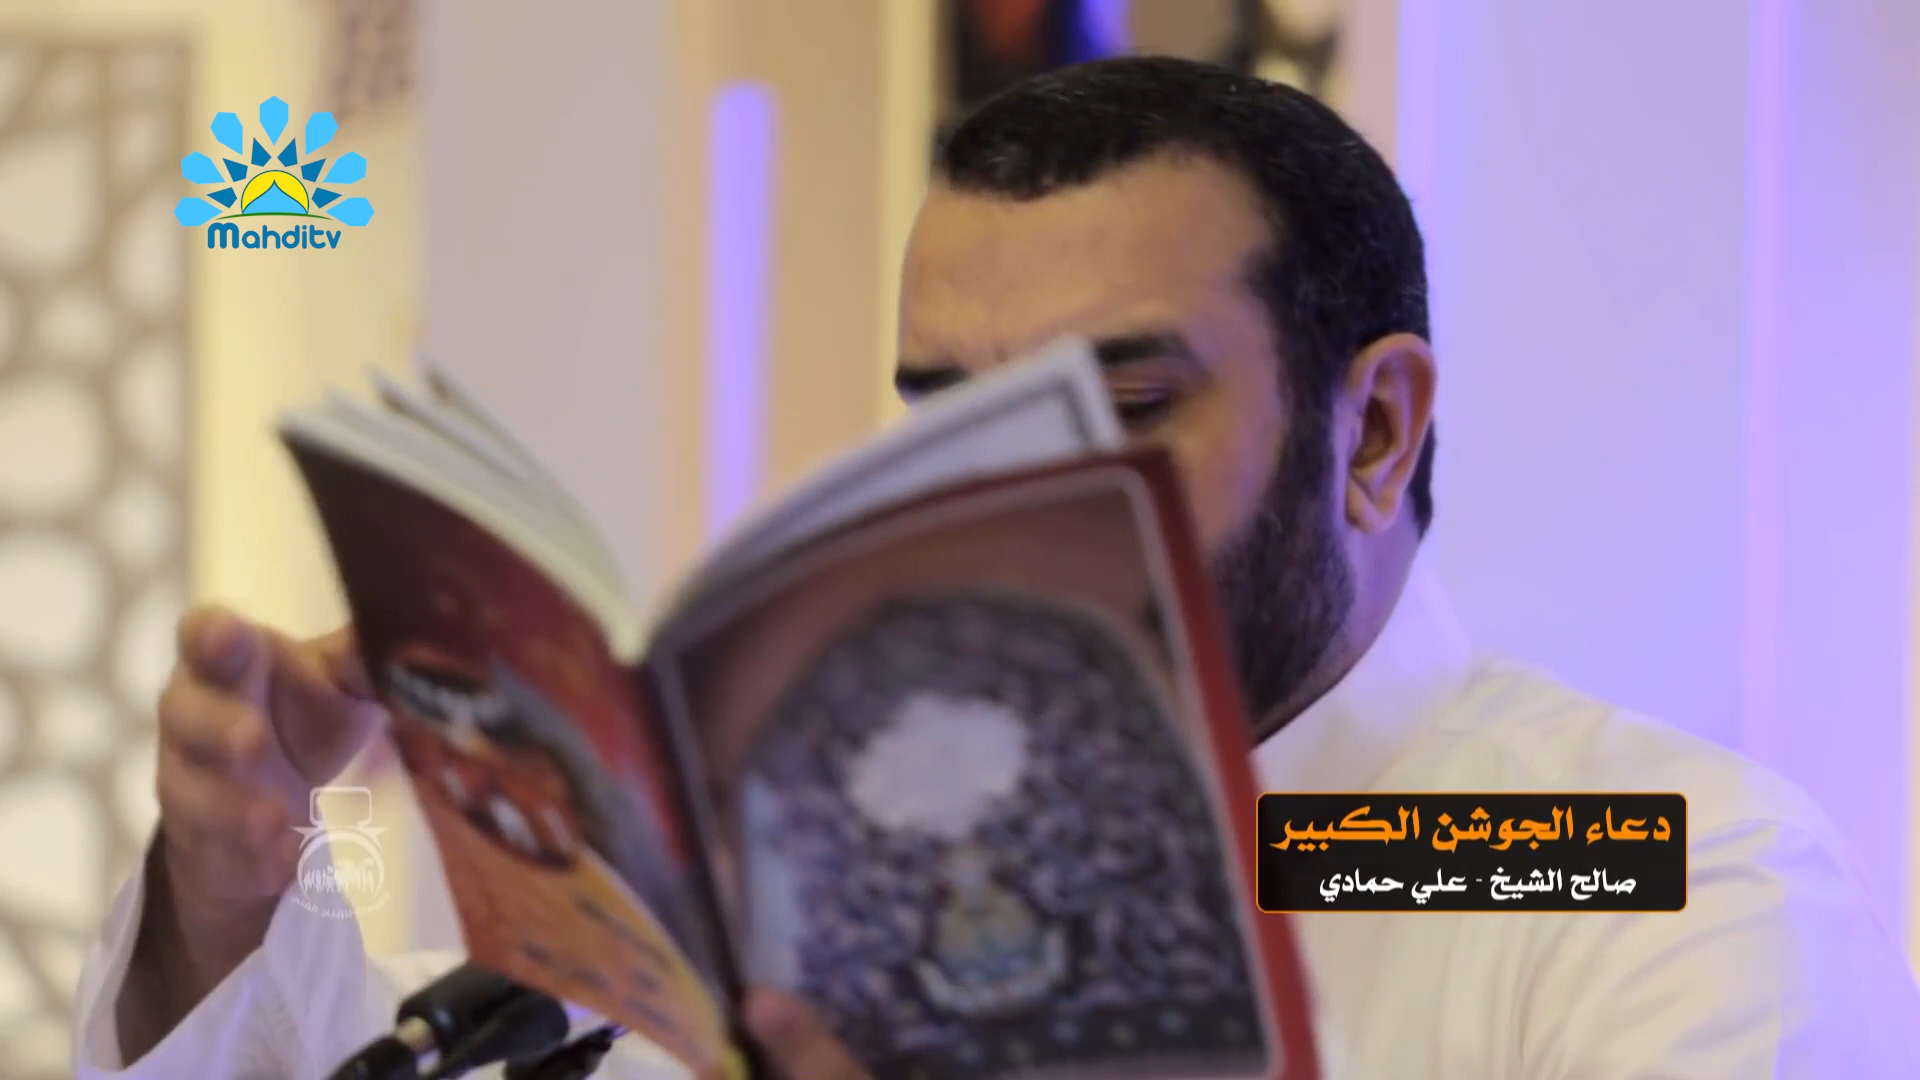 Mahditv
دعاء الجوشن الكبير
صالح الشيخ - علي حمادي